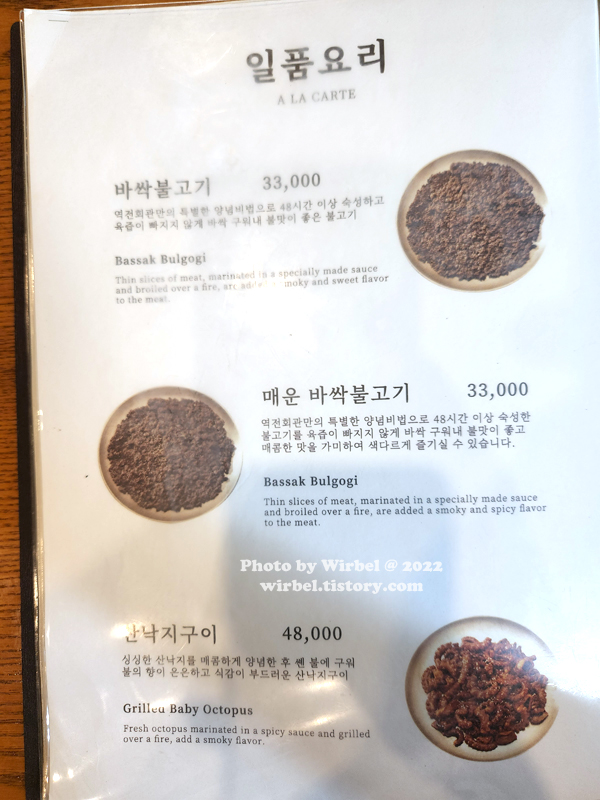 일품요리
A LA CARTE
바싹불고기 33,000
역전회관만의 특별한 양념비법으로 48시간 이상 숙성하고
육즙이 빠지지 않게 바싹 구워내 불맛이 좋은 불고기
Bassak Bulgogi
Thin slices of meat, marinated in a specially made sauce
and broiled over a fire, are added a smoky and sweet flavor
to the meat.
매운 바싹불고기 33,000
역전회관만의 특별한 양념비법으로 48시간 이상 숙성한
불고기를 육즙이 빠지지 않게 바싹 구워내 불맛이 좋고
매콤한 맛을 가미하여 색다르게 즐기실 수 있습니다.
Bassak Bulgogi
Thin slices of meat, marinated in a specially made sauce
and broiled over a fire, are added a smoky and spicy flavor
to the meat.
Photo by Wirbel @ 2022
wirbel.tistory.com
산낙지구이 48,000
싱싱한 산낙지를 매콤하게 양념한 후 쎈 불에 구워
불의 향이 은은하고 식감이 부드러운 산낙지구이
Grilled Baby Octopus
Fresh octopus marinated in a spicy sauce and grilled
over a fire, add a smoky flavor.